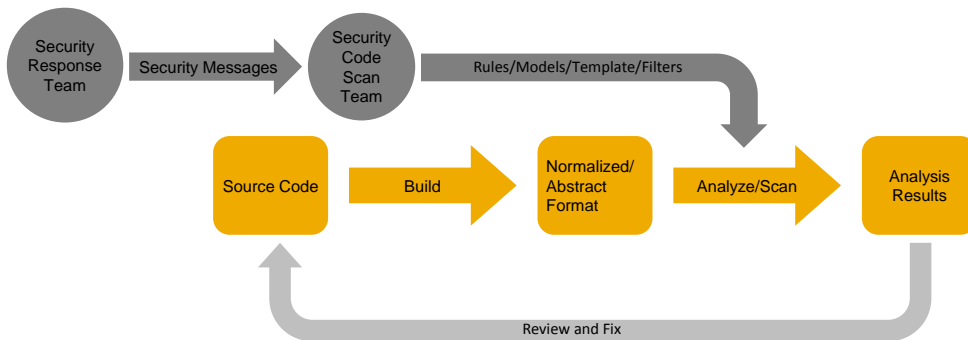 Security
Response
Team
Security Messages
Security
Code
Scan
Team
Rules/Models/Template/Filters
Source Code
Build
Normalized/
Abstract
Format
Analyze/Scan
Analysis
Results
Review and Fix